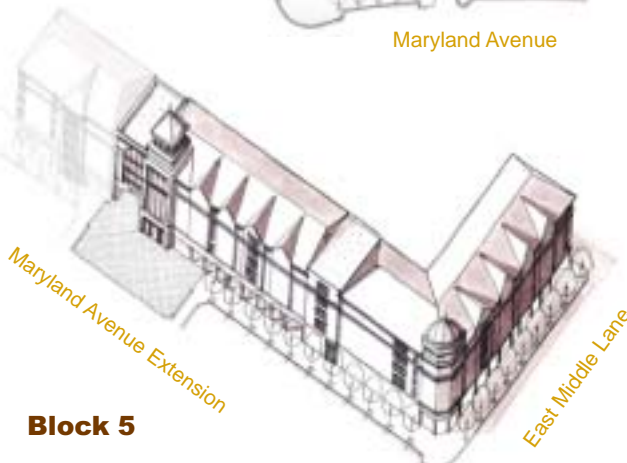 Maryland Avenue
Maryland Avenue Extension
East Middle Lane
Block 5